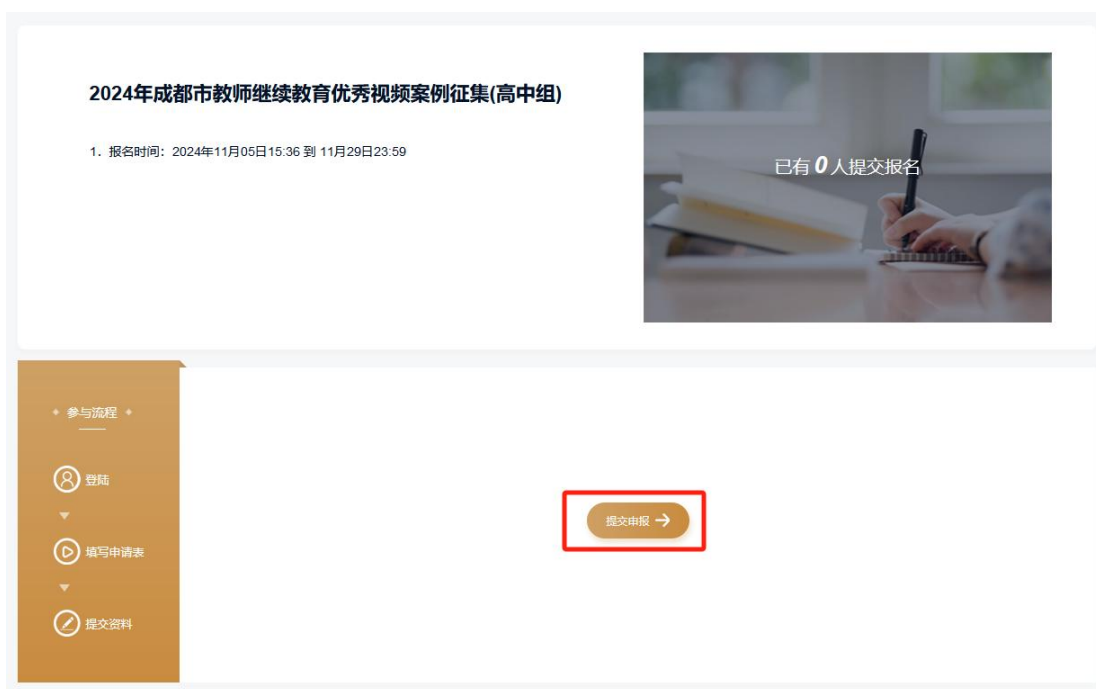 2024年成都市教师继续教育优秀视频案例征集(高中组)
1. 报名时间：2024年11月05日15:36 到 11月29日23:59
已有 0 人提交报名
参与流程
登陆
填写申请表
提交资料
提交申报